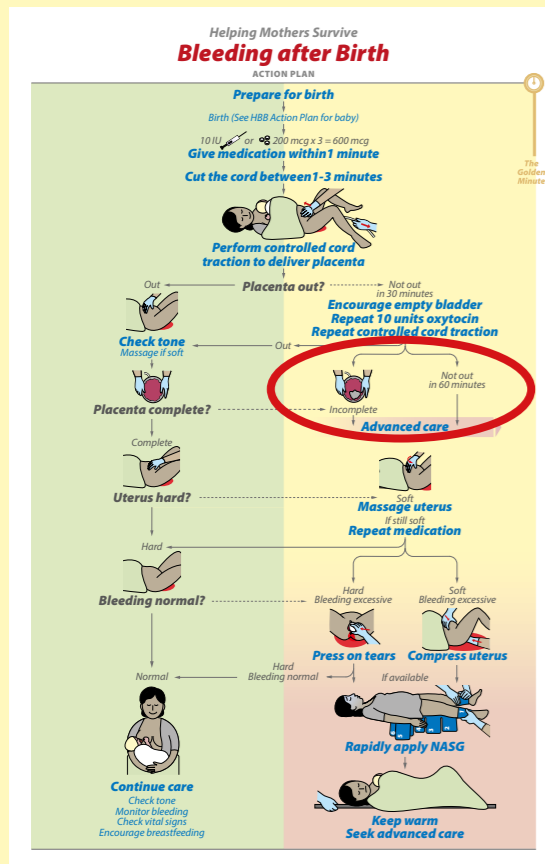 Helping Mothers Survive
Bleeding after Birth
ACTION PLAN
Prepare for birth
Birth (See HBB Action Plan for baby)
10 IU or 200 mcg x 3 = 600 mcg
Give medication within 1 minute
Cut the cord between 1-3 minutes
The
Golden
Minute
Perform controlled cord
traction to deliver placenta
Out
Placenta out?
Not out
in 30 minutes
Encourage empty bladder
Repeat 10 units oxytocin
Repeat controlled cord traction
Out
Check tone
Massage if soft
Not out
in 60 minutes
Placenta complete?
Incomplete
Advanced care
Complete
Uterus hard?
Soft
Massage uterus
If still soft
Repeat medication
Hard
Bleeding normal?
Hard
Bleeding excessive
Soft
Bleeding excessive
Press on tears
Compress uterus
Normal
Hard
Bleeding normal
If available
Rapidly apply NASG
Continue care
Check tone
Monitor bleeding
Check vital signs
Encourage breastfeeding
Keep warm
Seek advanced care